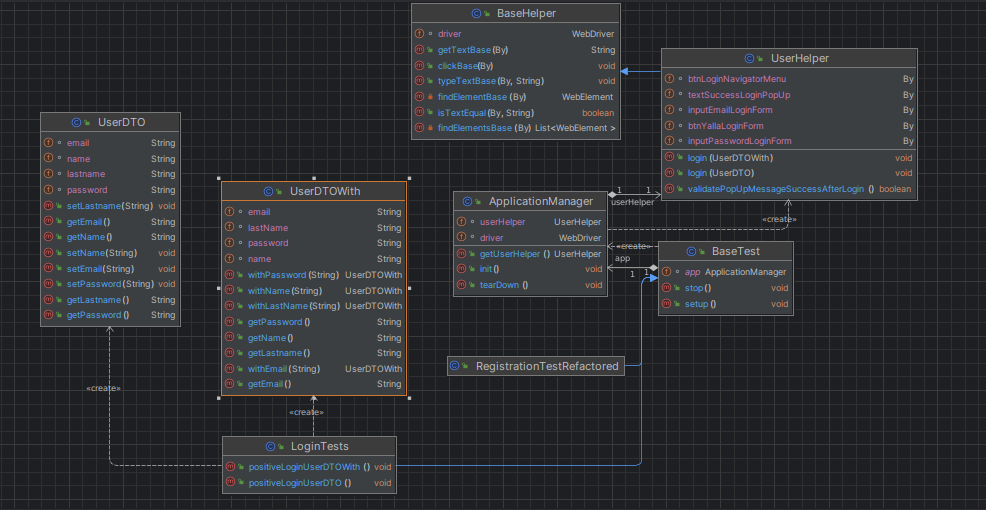 BaseHelper
driver WebDriver
getTextBase(By) String
clickBase(By) void
typeTextBase(By, String) void
findElementBase (By) WebElement
isTextEqual(By, String) boolean
findElementsBase (By) List<WebElement >
UserHelper
btnLoginNavigatorMenu By
textSuccessLoginPopUp By
inputEmailLoginForm By
btnYallaLoginForm By
inputPasswordLoginForm By
login (UserDTOWith) void
login (UserDTO) void
validatePopUpMessageSuccessAfterLogin () boolean
UserDTO
email String
name String
lastname String
password String
setLastname(String) void
getEmail() String
getName() String
setName(String) void
setEmail(String) void
setPassword(String) void
getLastname() String
getPassword() String
UserDTOWith
email String
lastName String
password String
name String
withPassword (String) UserDTOWith
withName(String) UserDTOWith
withLastName(String) UserDTOWith
getPassword () String
getName() String
getLastname() String
withEmail(String) UserDTOWith
getEmail() String
ApplicationManager
userHelper UserHelper
driver WebDriver
getUserHelper () UserHelper
init() void
tearDown () void
1 1
userHelper
«create»
«create»
app
1 1
BaseTest
app ApplicationManager
stop() void
setup () void
RegistrationTestRefactored
«create»
«create»
LoginTests
positiveLoginUserDTOWith () void
positiveLoginUserDTO () void